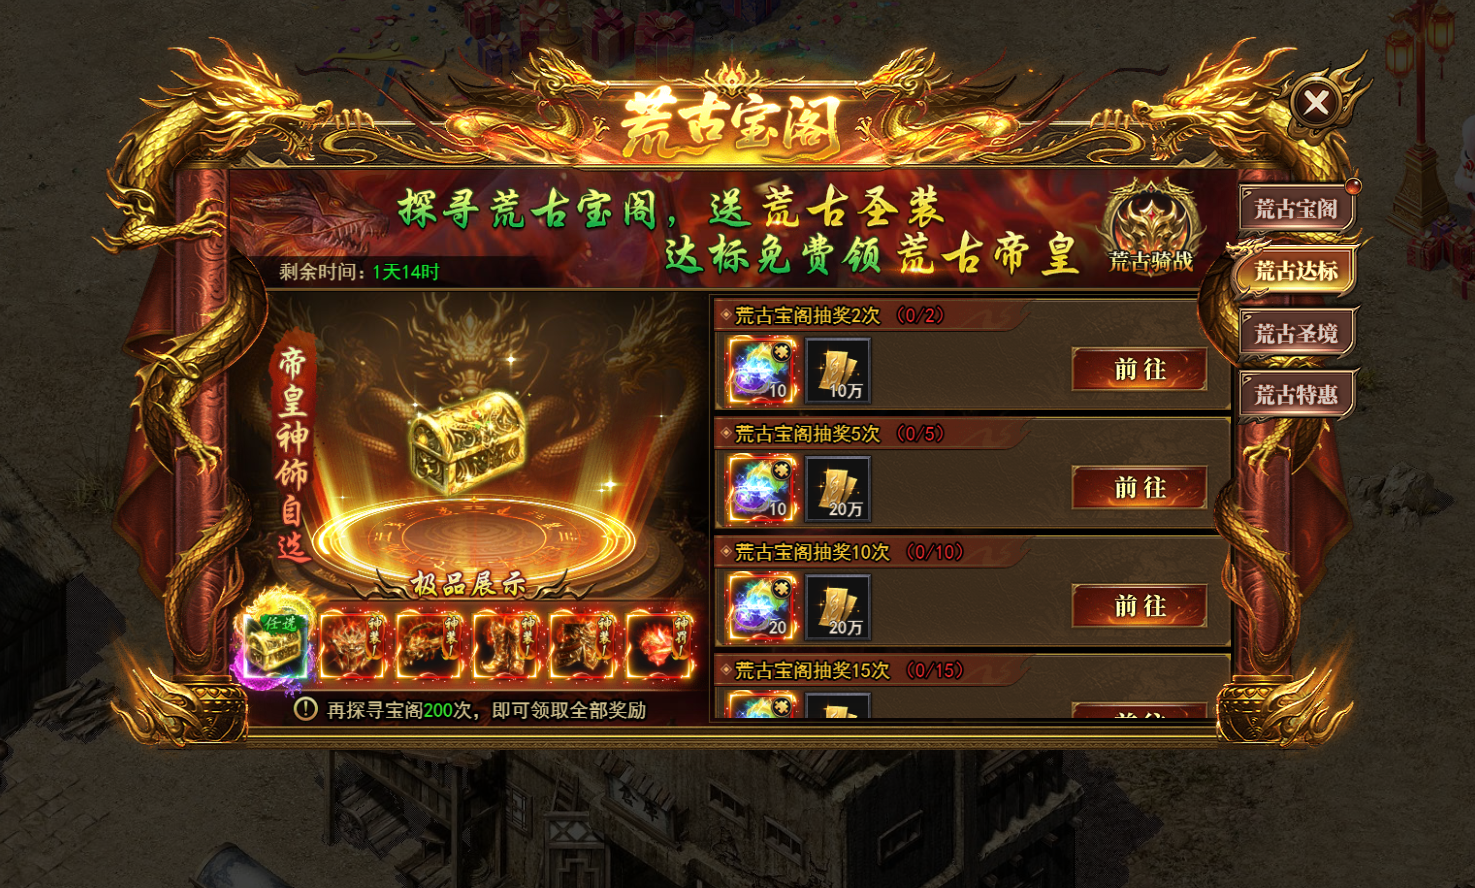 荒古宝阁
探寻荒古宝阁，送荒古圣装
达标免费领荒古帝皇
荒古骑战
剩余时间：1天14时
荒古宝阁
荒古达标
荒古圣境
荒古特惠
帝皇神饰自选
极品展示
任选
神装
神装
神装
神装
再探寻宝阁200次，即可领取全部奖励
荒古宝阁抽奖2次（0/2）
10
10万
前往
荒古宝阁抽奖5次（0/5）
10
20万
前往
荒古宝阁抽奖10次（0/10）
20
20万
前往
荒古宝阁抽奖15次（0/15）
前往